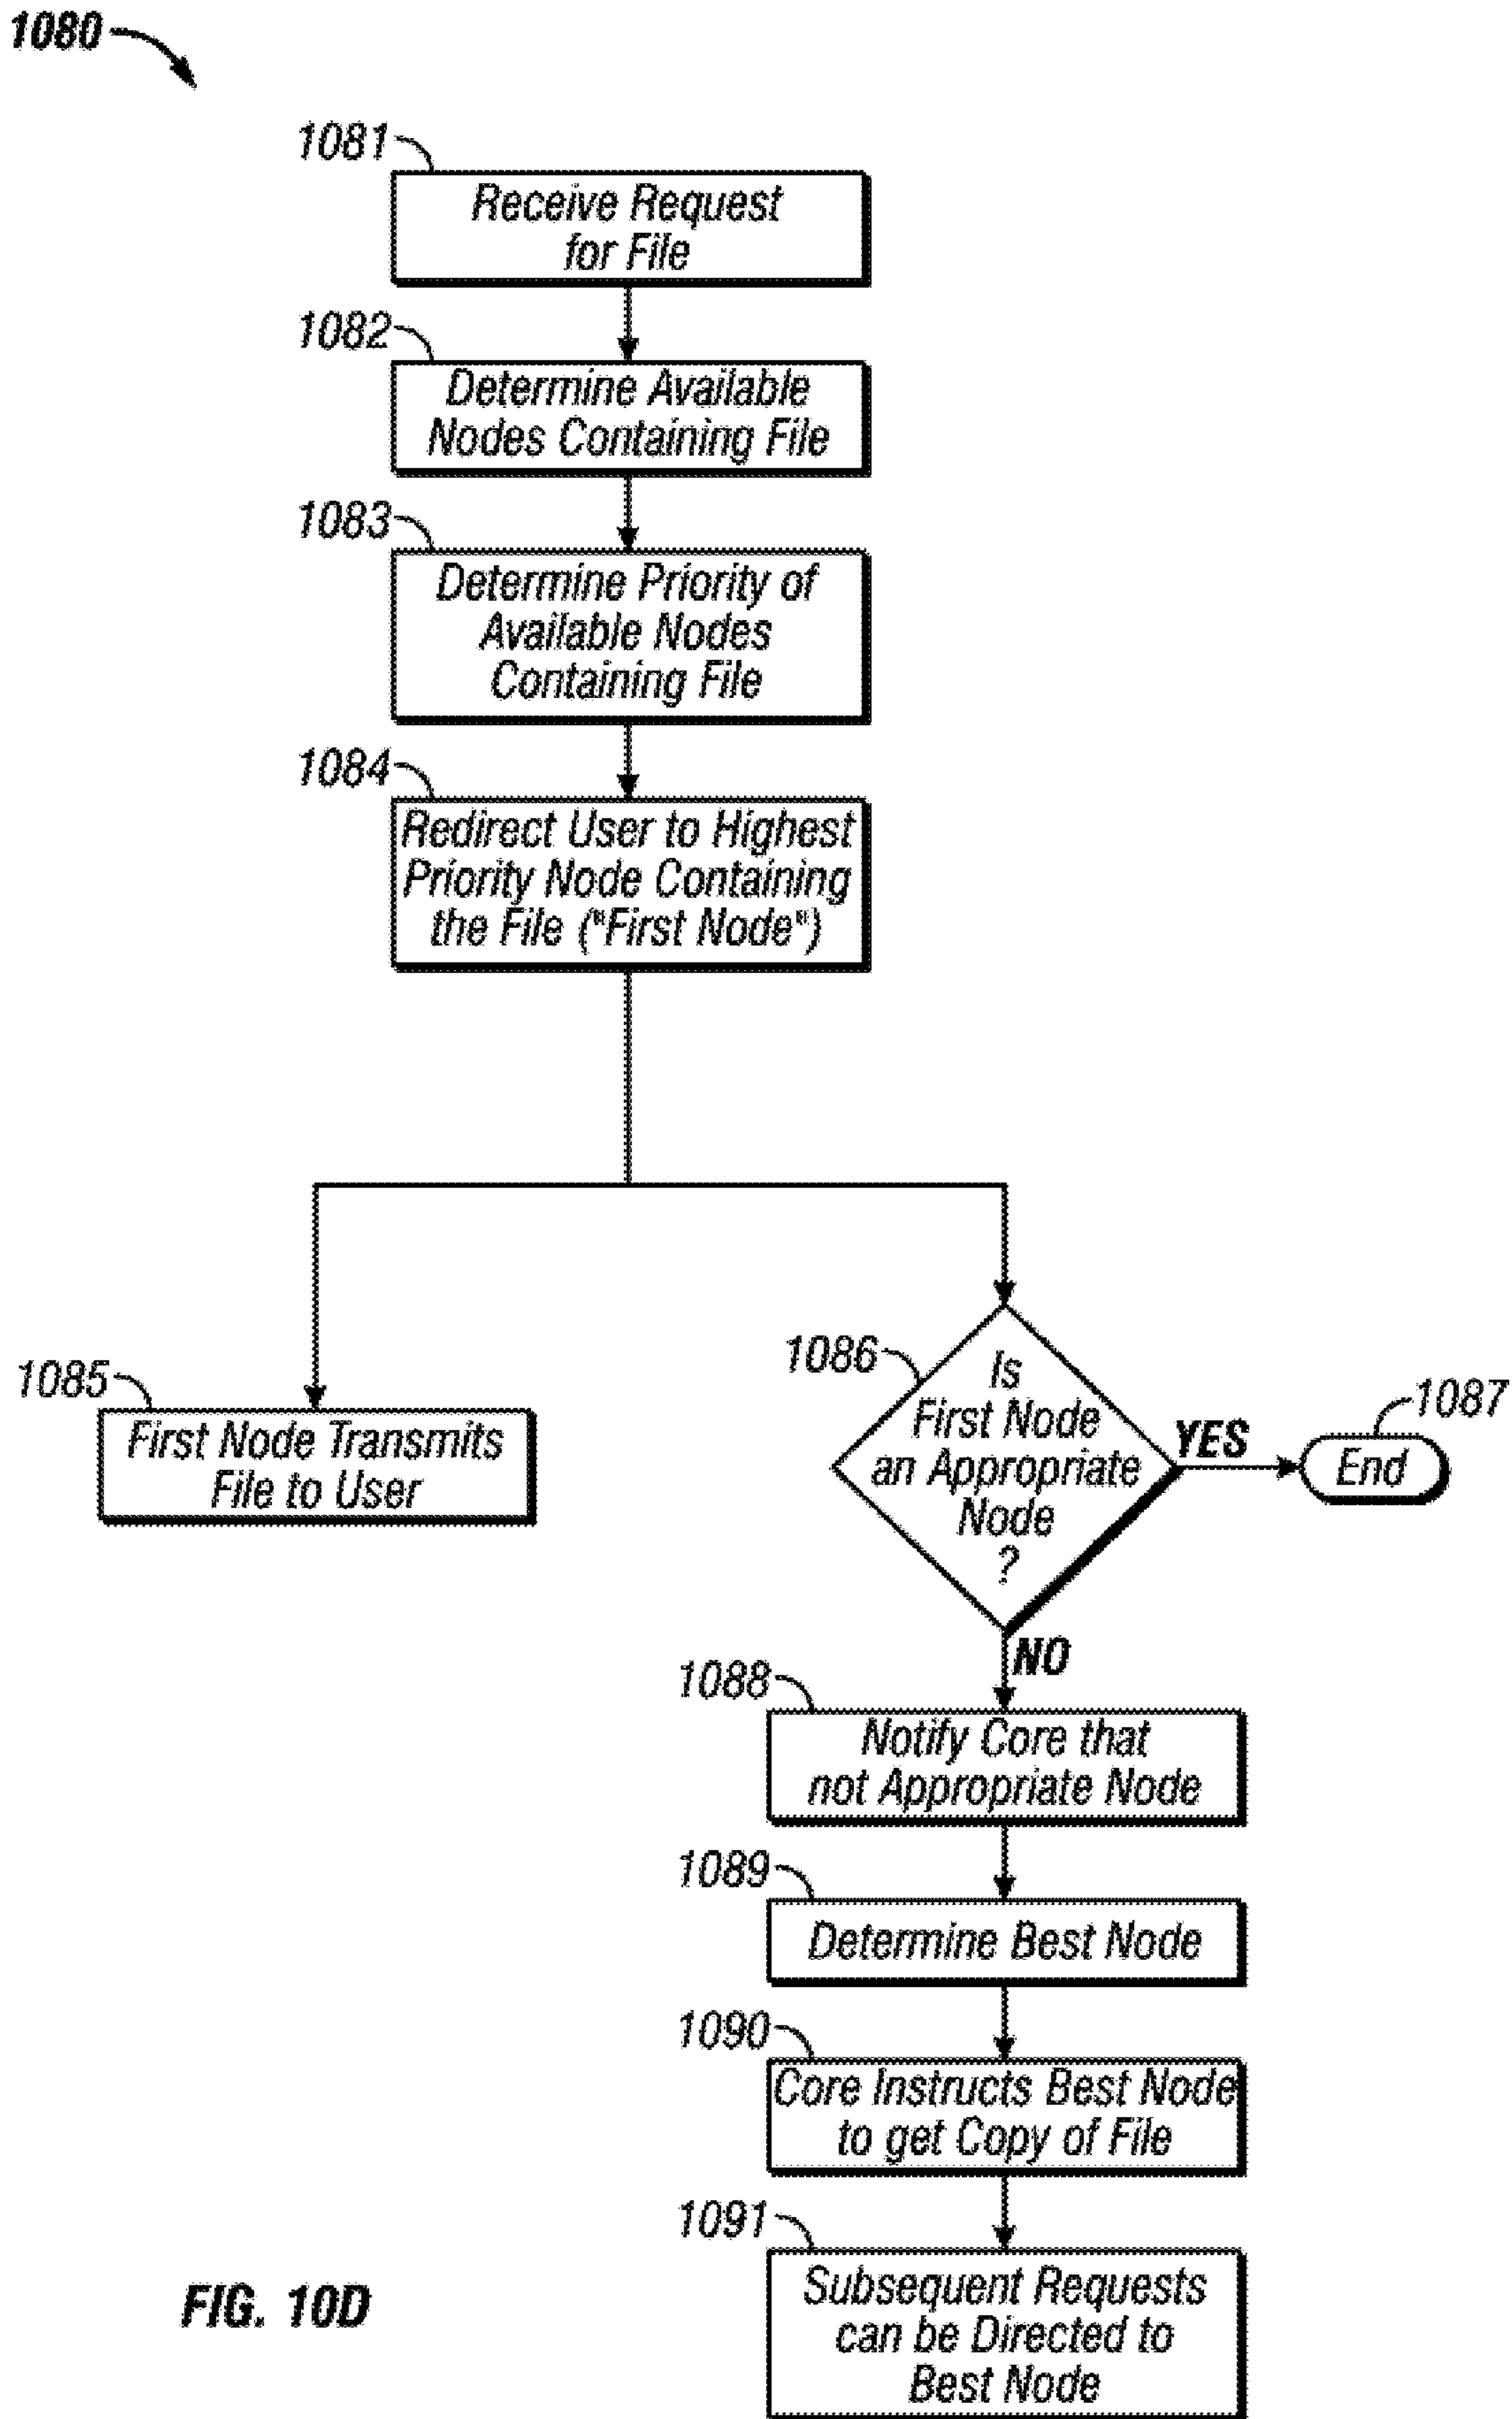 1080
1081
Receive Request
for File
1082
Determine Available
Nodes Containing File
1083
Determine Priority of
Available Nodes
Containing File
1084
Redirect User to Highest
Priority Node Containing
the File ("First Node")
1085
First Node Transmits
File to User
1086
Is
First Node
an Appropriate
Node
?
YES
1087
End
NO
1088
Notify Core that
not Appropriate Node
1089
Determine Best Node
1090
Core Instructs Best Node
to get Copy of File
1091
Subsequent Requests
can be Directed to
Best Node
FIG. 10D